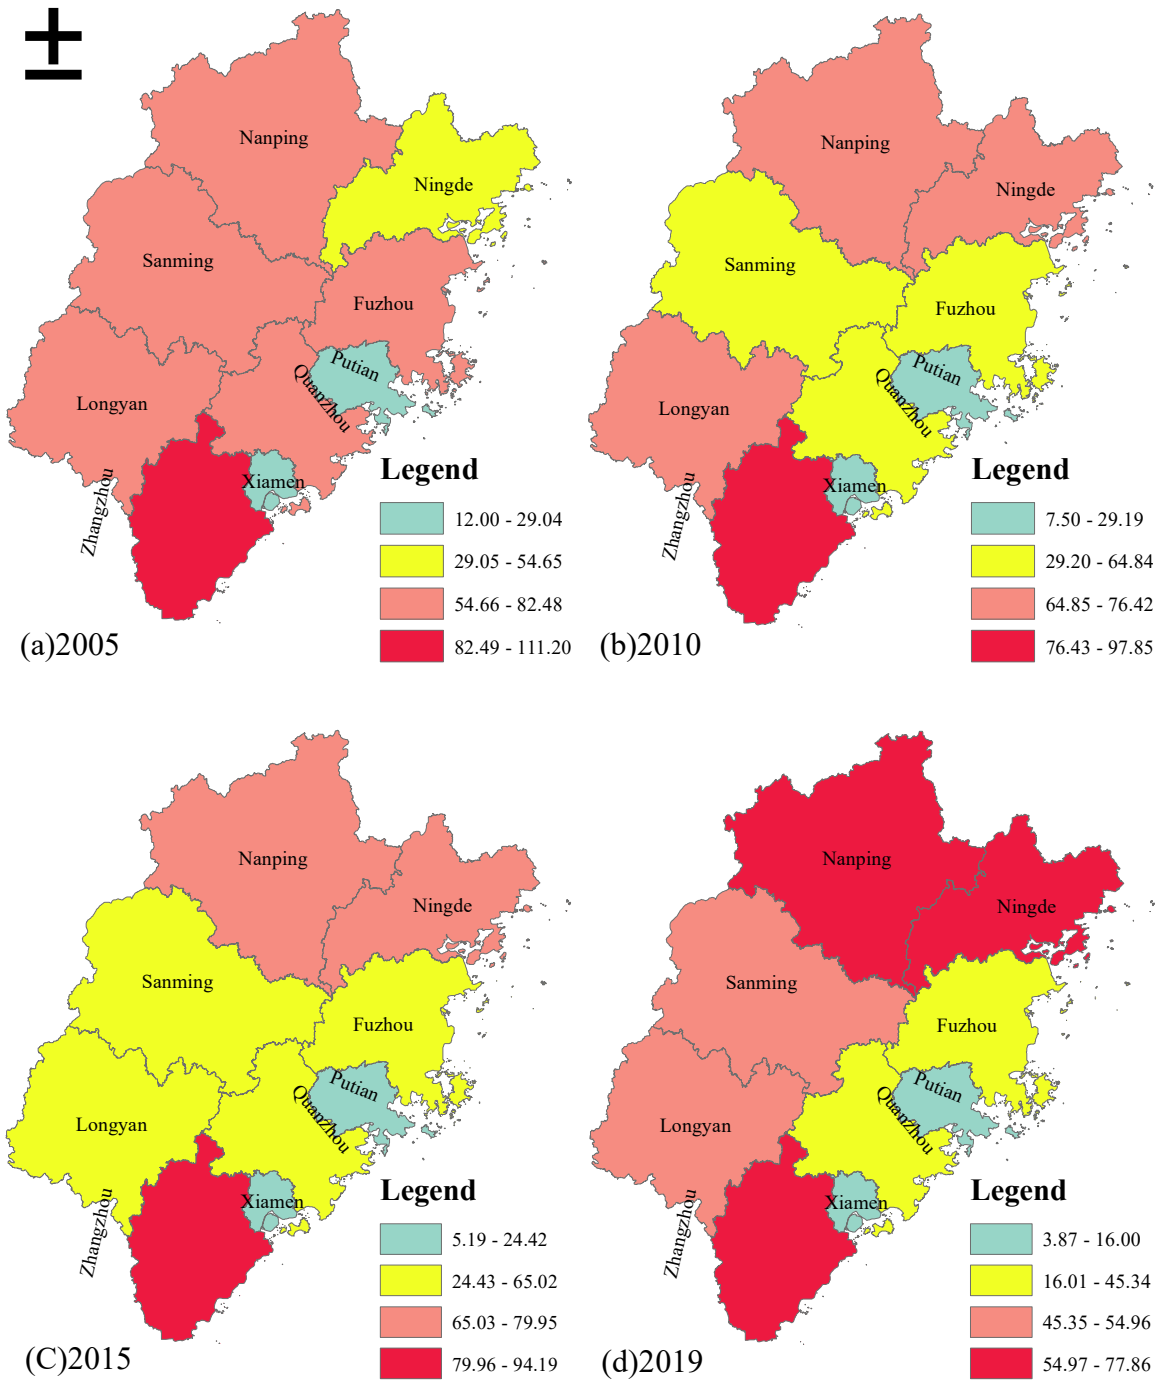 Nanping
Ningde
Sanming
Fuzhou
Putian
Quanzhou
Longyan
Xiamen
Zhangzhou
Legend
12.00 - 29.04
29.05 - 54.65
54.66 - 82.48
82.49 - 111.20
(a)2005
Nanping
Ningde
Sanming
Fuzhou
Putian
Quanzhou
Longyan
Xiamen
Zhangzhou
Legend
7.50 - 29.19
29.20 - 64.84
64.85 - 76.42
76.43 - 97.85
(b)2010
Nanping
Ningde
Sanming
Fuzhou
Putian
Quanzhou
Longyan
Xiamen
Zhangzhou
Legend
5.19 - 24.42
24.43 - 65.02
65.03 - 79.95
79.96 - 94.19
(C)2015
Nanping
Ningde
Sanming
Fuzhou
Putian
Quanzhou
Longyan
Xiamen
Zhangzhou
Legend
3.87 - 16.00
16.01 - 45.34
45.35 - 54.96
54.97 - 77.86
(d)2019